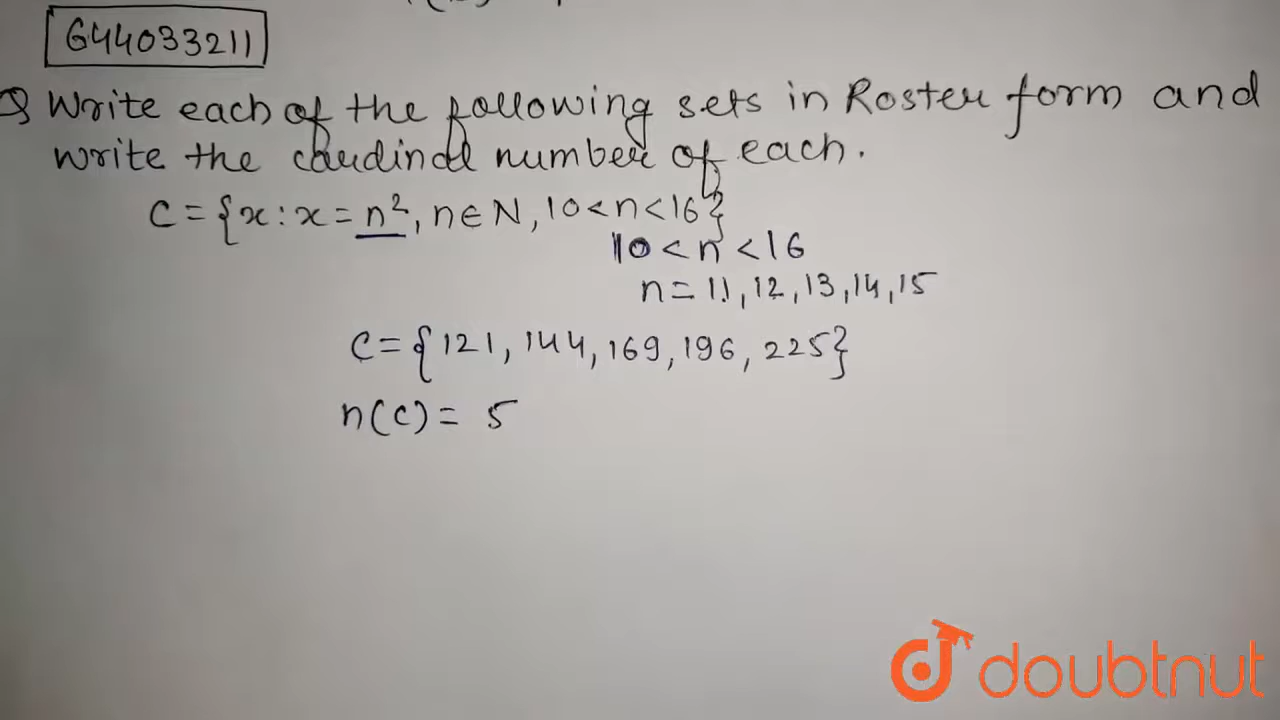 644033211
Q Write each of the following sets in Roster form and
write the cardinal number of each.
C = {x : x = n², n ∈ N, 10 < n < 16}
10 < n < 16
n = 11, 12, 13, 14, 15
C = {121, 144, 169, 196, 225}
n(C) = 5
doubtnut